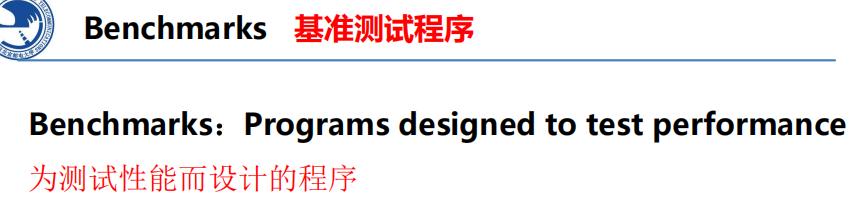 Benchmarks 基准测试程序
Benchmarks：Programs designed to test performance
为测试性能而设计的程序